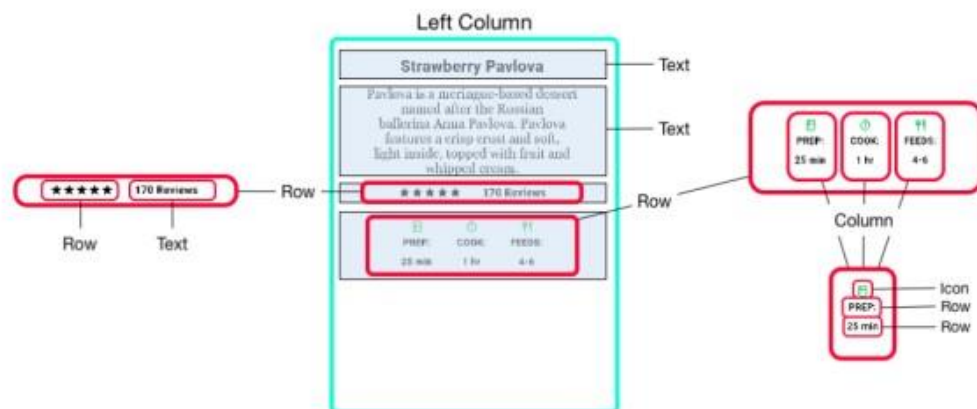 Left Column
Strawberry Pavlova
Text
Pavlova is a meriague-based dessert
named after the Russian
ballerina Anna Pavlova. Pavlova
features a crisp crust and soft,
light inside, topped with fruit and
whipped cream.
Text
★★★★★ 170 Reviews
Row
Row
Text
Row
★★★★★ 170 Reviews
Row
PREP: COOK: FEEDS:
25 min 1 hr 4-6
PREP: COOK: FEEDS:
25 min 1 hr 4-6
Column
Icon
PREP:
Row
25 min
Row